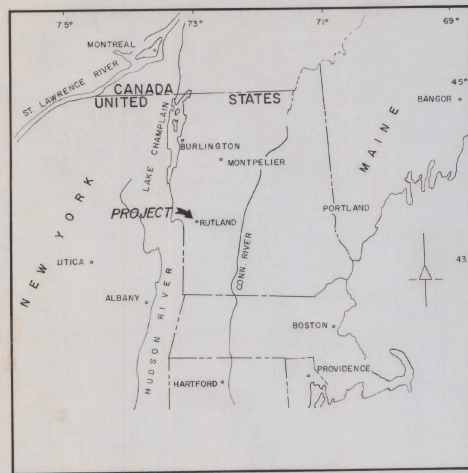 75°
73°
71°
69°
MONTREAL
ST. LAWRENCE RIVER
CANADA
UNITED STATES
45°
BANGOR
LAKE CHAMPLAIN
BURLINGTON
MONTPELIER
MAINE
NEW YORK
PROJECT
RUTLAND
PORTLAND
CONN. RIVER
UTICA
43
ALBANY
HUDSON RIVER
BOSTON
HARTFORD
PROVIDENCE